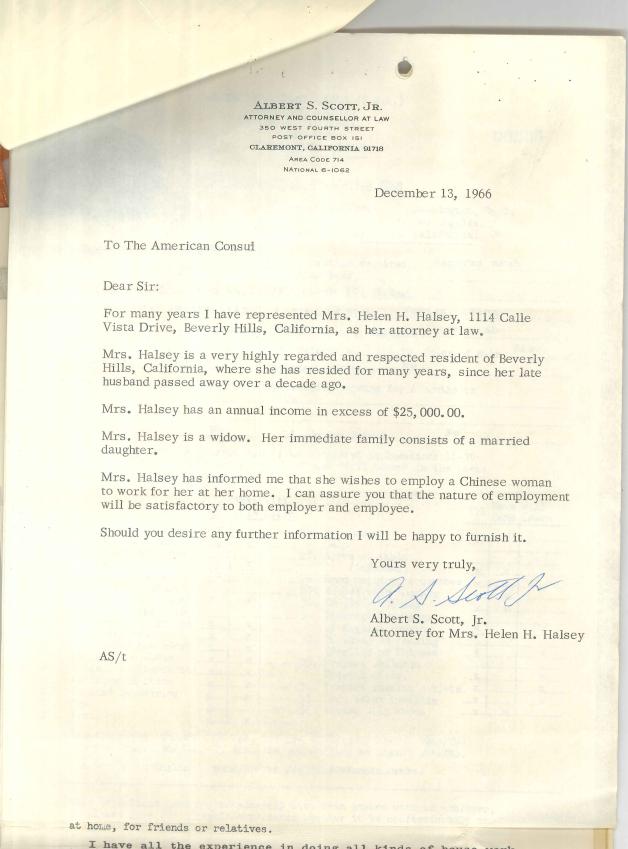 ALBERT S. SCOTT, JR.
ATTORNEY AND COUNSELLOR AT LAW
350 WEST FOURTH STREET
POST OFFICE BOX 151
CLAREMONT, CALIFORNIA 91718
AREA CODE 714
NATIONAL 6-1062
December 13, 1966
To The American Consul
Dear Sir:
For many years I have represented Mrs. Helen H. Halsey, 1114 Calle
Vista Drive, Beverly Hills, California, as her attorney at law.
Mrs. Halsey is a very highly regarded and respected resident of Beverly
Hills, California, where she has resided for many years, since her late
husband passed away over a decade ago.
Mrs. Halsey has an annual income in excess of $25,000.00.
Mrs. Halsey is a widow. Her immediate family consists of a married
daughter.
Mrs. Halsey has informed me that she wishes to employ a Chinese woman
to work for her at her home. I can assure you that the nature of employment
will be satisfactory to both employer and employee.
Should you desire any further information I will be happy to furnish it.
Yours very truly,
A. S. Scott Jr
Albert S. Scott, Jr.
Attorney for Mrs. Helen H. Halsey
AS/t
at home, for friends or relatives.
I have all the experience in doing all kinds of house work